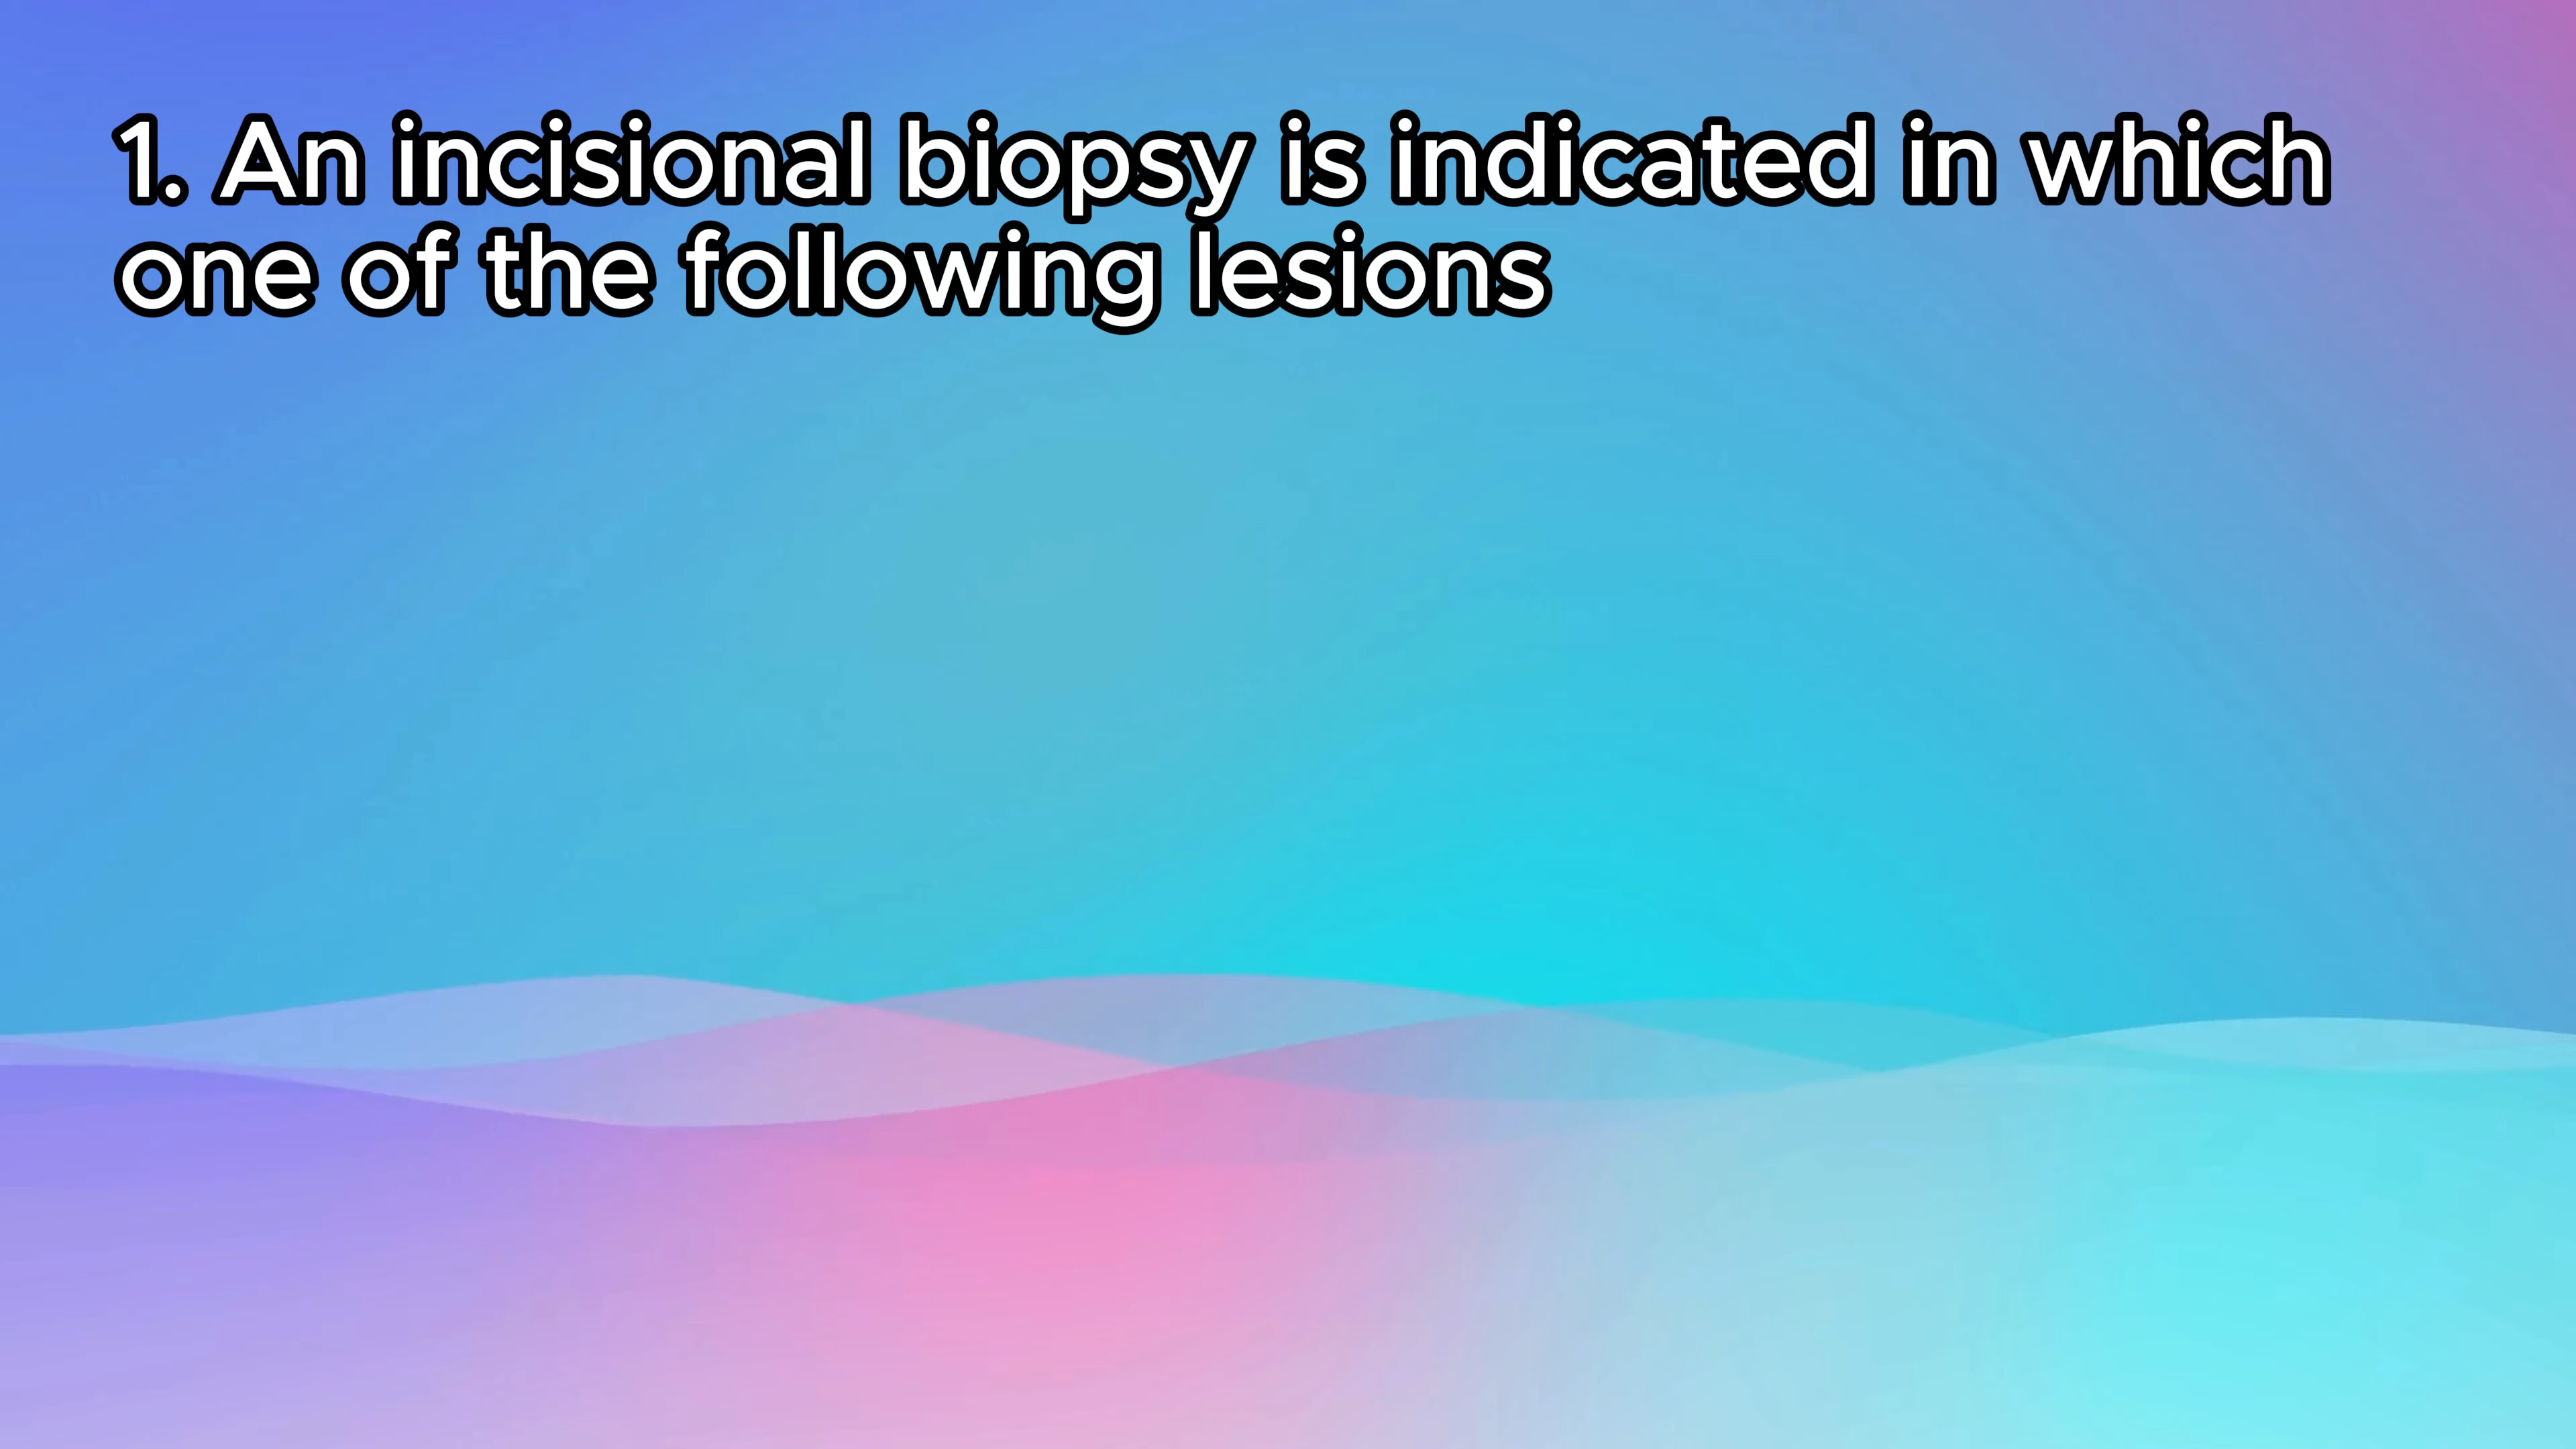 1. An incisional biopsy is indicated in which
one of the following lesions